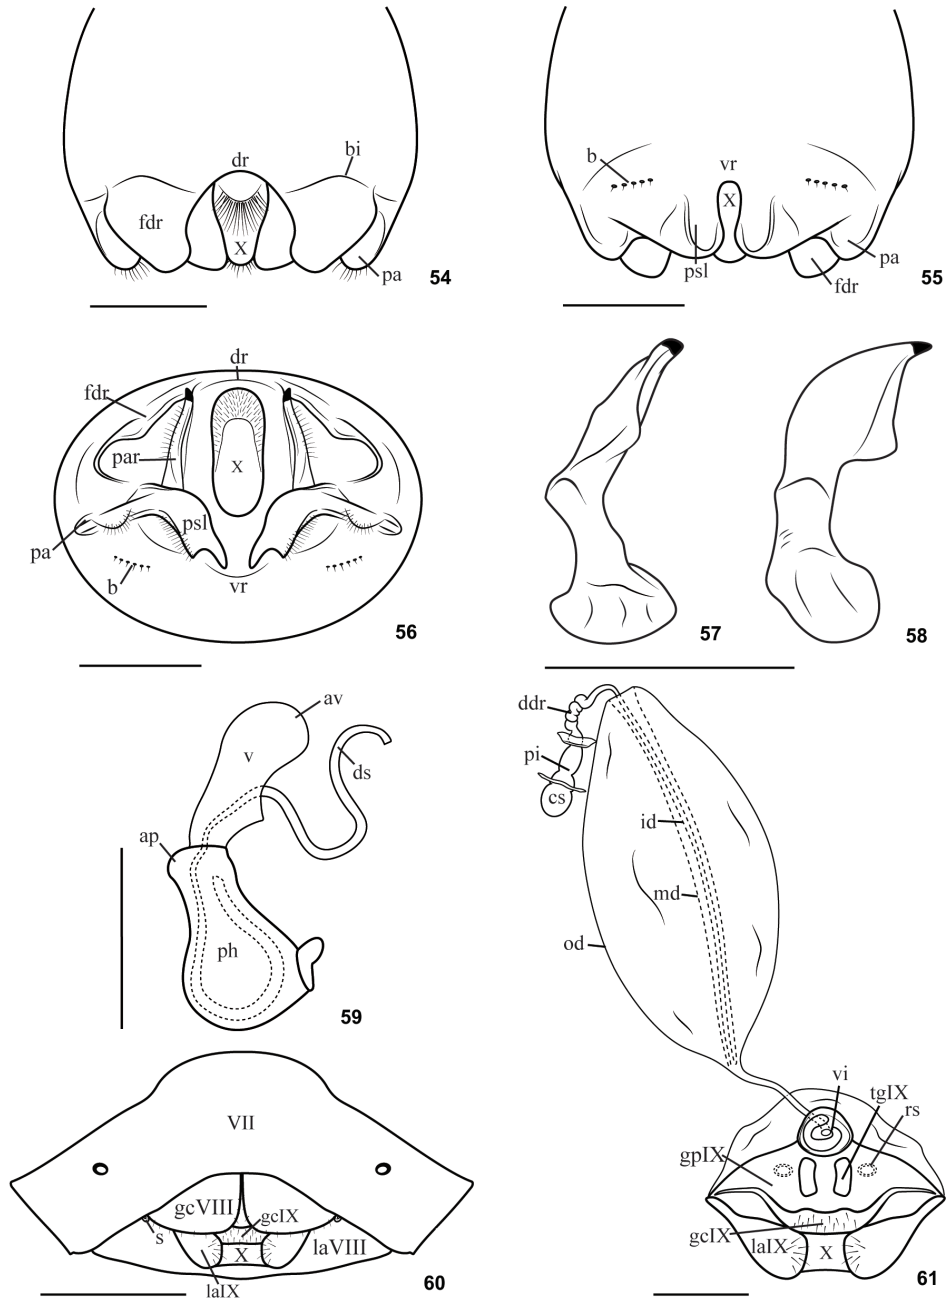 dr
bi
fdr
X
pa
54
b
vr
X
psl
pa
fdr
55
dr
fdr
par
X
psl
pa
b
vr
56
57
58
av
v
ds
ap
ph
59
ddr
pi
cs
id
md
od
vi
tgIX
rs
gpIX
gcIX
laIX
X
61
VII
gcVIII
gcIX
s
X
laVIII
laIX
60